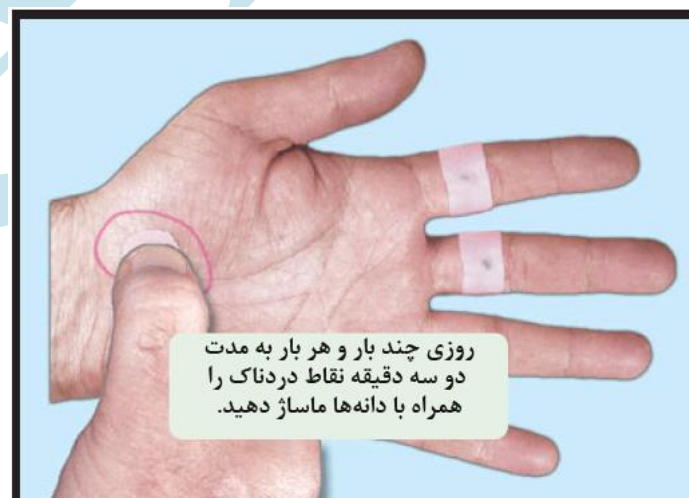 روزی چند بار و هر بار به مدت
دو سه دقیقه نقاط دردناک را
همراه با دانه‌ها ماساژ دهید.